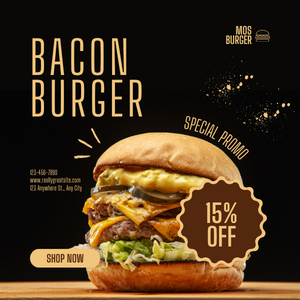 BACON
BURGER
MOS
BURGER
SPECIAL PROMO
123-456-7890
www.reallygreatsite.com
123 Anywhere St., Any City
15%
OFF
SHOP NOW